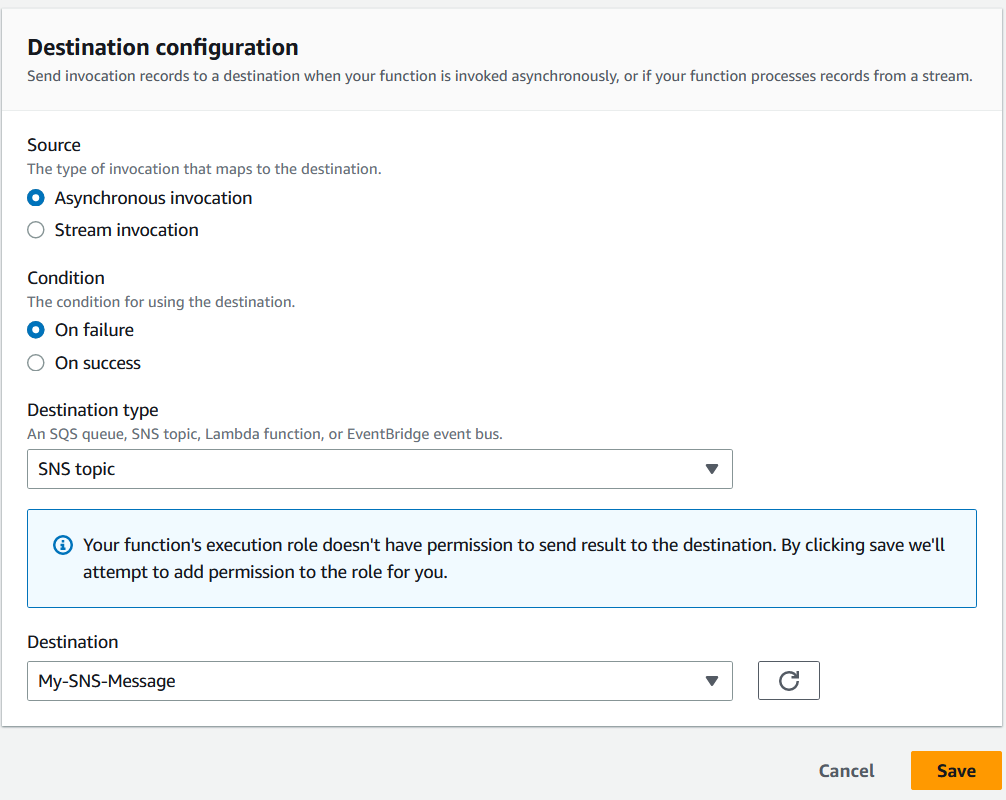 Destination configuration
Send invocation records to a destination when your function is invoked asynchronously, or if your function processes records from a stream.
Source
The type of invocation that maps to the destination.
Asynchronous invocation
Stream invocation
Condition
The condition for using the destination.
On failure
On success
Destination type
An SQS queue, SNS topic, Lambda function, or EventBridge event bus.
SNS topic
Your function's execution role doesn't have permission to send result to the destination. By clicking save we'll
attempt to add permission to the role for you.
Destination
My-SNS-Message
Cancel
Save